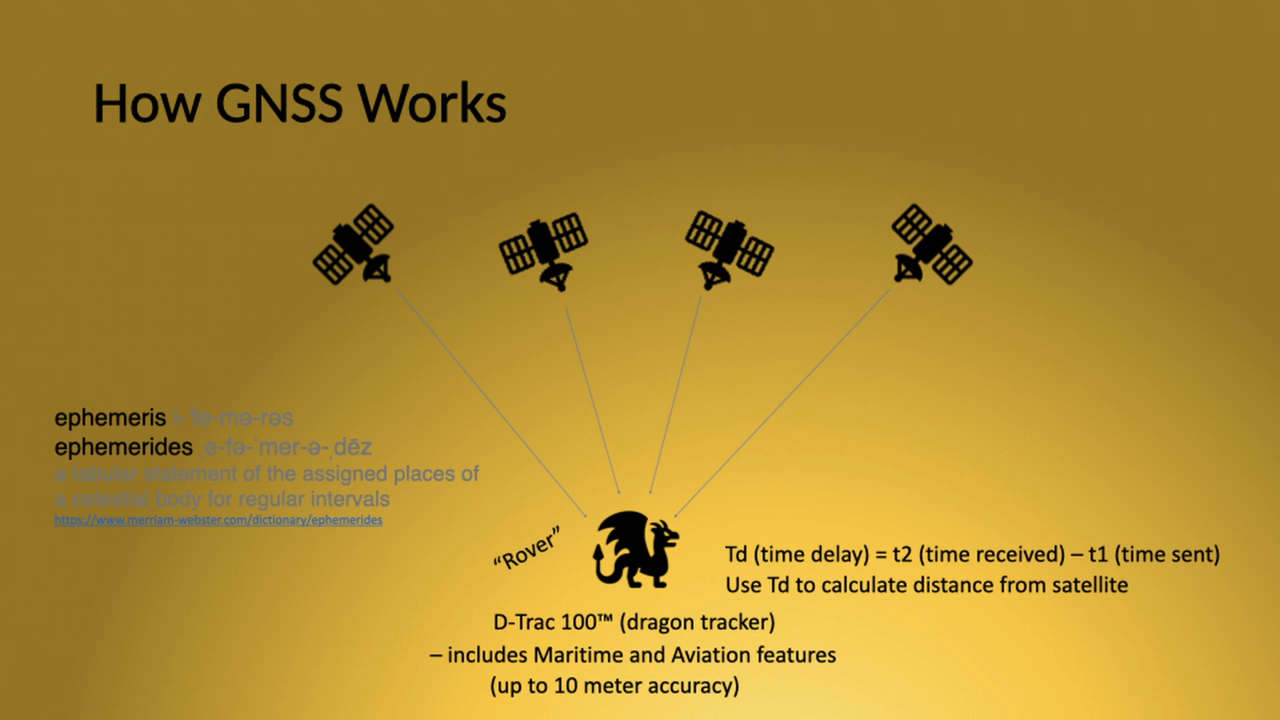 How GNSS Works
ephemeris i-ˈfe-mə-rəs
ephemerides ˌe-fə-ˈmer-ə-ˌdēz
a tabular statement of the assigned places of
a celestial body for regular intervals
https://www.merriam-webster.com/dictionary/ephemerides
“Rover”
Td (time delay) = t2 (time received) – t1 (time sent)
Use Td to calculate distance from satellite
D-Trac 100™ (dragon tracker)
– includes Maritime and Aviation features
(up to 10 meter accuracy)